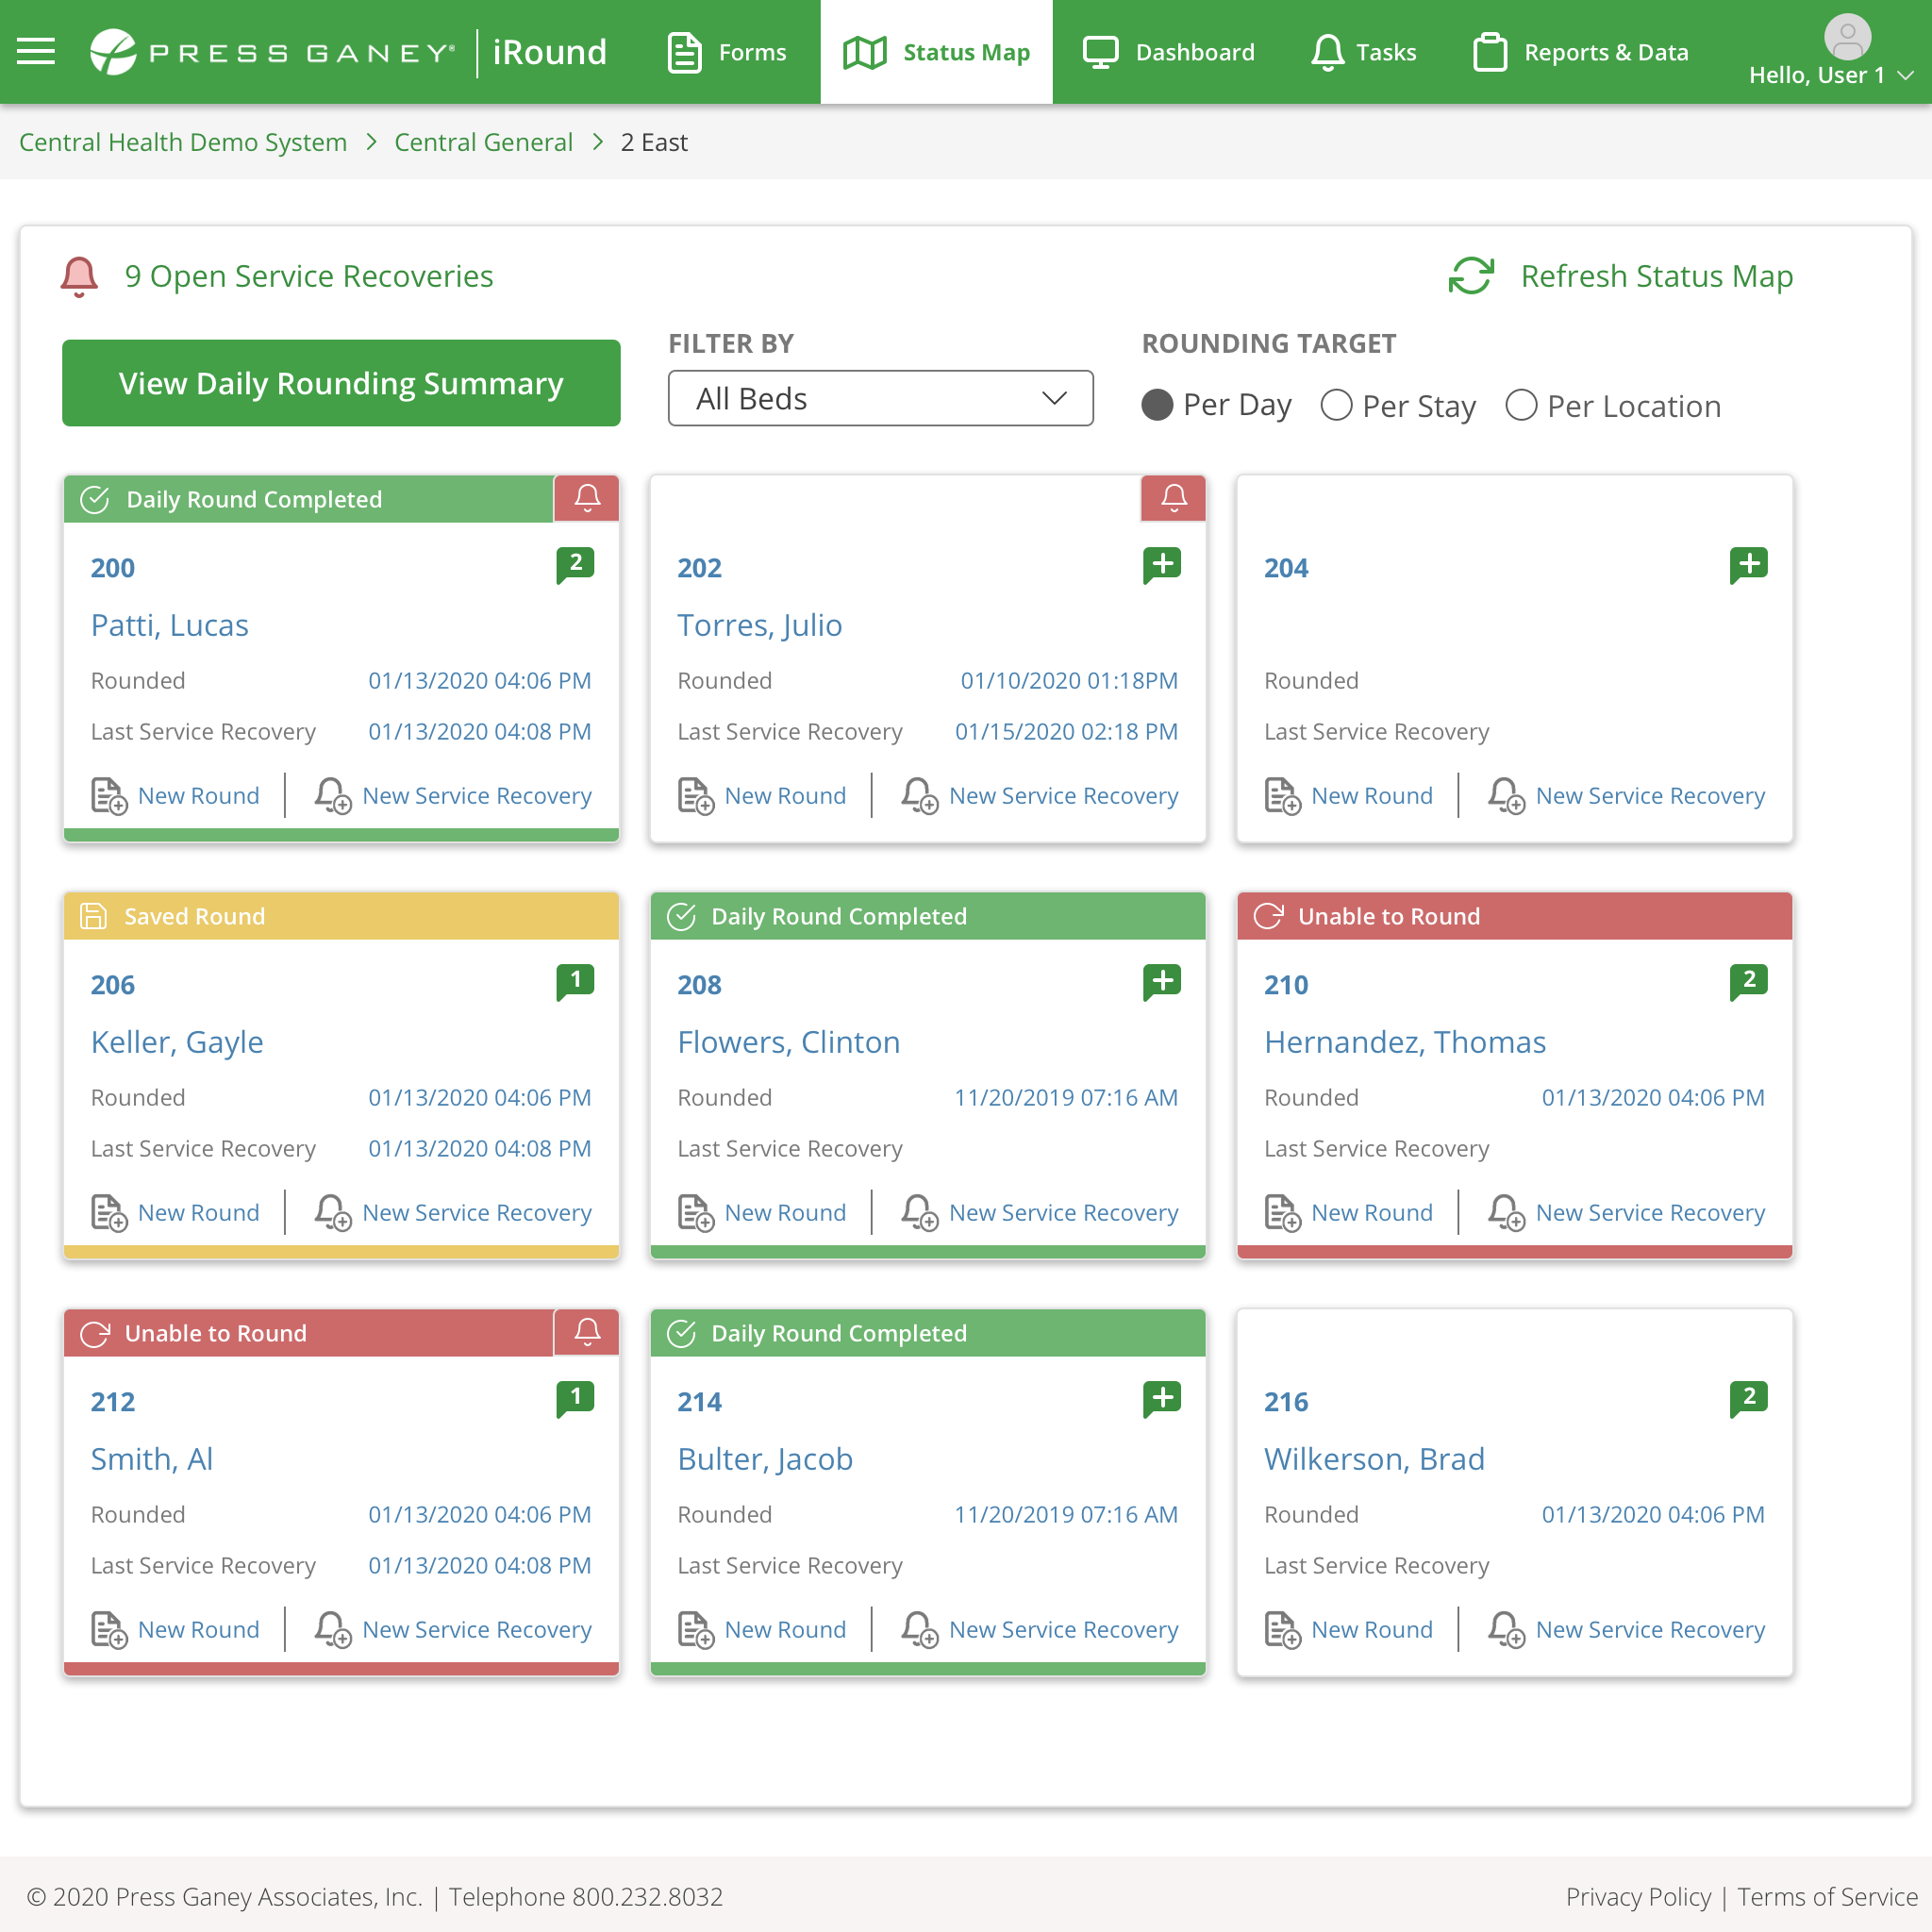 PRESS GANEY® | iRound
Forms
Status Map
Dashboard
Tasks
Reports & Data
Hello, User 1
Central Health Demo System > Central General > 2 East
9 Open Service Recoveries
Refresh Status Map
View Daily Rounding Summary
FILTER BY
All Beds
ROUNDING TARGET
Per Day Per Stay Per Location
Daily Round Completed
200 2
Patti, Lucas
Rounded 01/13/2020 04:06 PM
Last Service Recovery 01/13/2020 04:08 PM
New Round | New Service Recovery
202
Torres, Julio
Rounded 01/10/2020 01:18PM
Last Service Recovery 01/15/2020 02:18 PM
New Round | New Service Recovery
204
Rounded
Last Service Recovery
New Round | New Service Recovery
Saved Round
206 1
Keller, Gayle
Rounded 01/13/2020 04:06 PM
Last Service Recovery 01/13/2020 04:08 PM
New Round | New Service Recovery
Daily Round Completed
208
Flowers, Clinton
Rounded 11/20/2019 07:16 AM
Last Service Recovery
New Round | New Service Recovery
Unable to Round
210 2
Hernandez, Thomas
Rounded 01/13/2020 04:06 PM
Last Service Recovery
New Round | New Service Recovery
Unable to Round
212 1
Smith, Al
Rounded 01/13/2020 04:06 PM
Last Service Recovery 01/13/2020 04:08 PM
New Round | New Service Recovery
Daily Round Completed
214
Bulter, Jacob
Rounded 11/20/2019 07:16 AM
Last Service Recovery
New Round | New Service Recovery
216 2
Wilkerson, Brad
Rounded 01/13/2020 04:06 PM
Last Service Recovery
New Round | New Service Recovery
© 2020 Press Ganey Associates, Inc. | Telephone 800.232.8032
Privacy Policy | Terms of Service